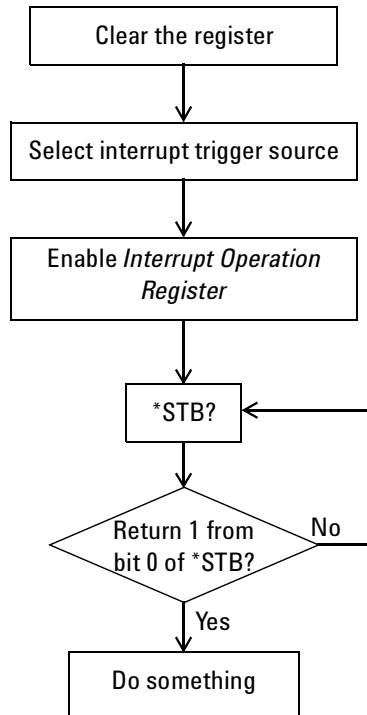 Clear the register
Select interrupt trigger source
Enable Interrupt Operation
Register
*STB?
Return 1 from
bit 0 of *STB?
No
Yes
Do something